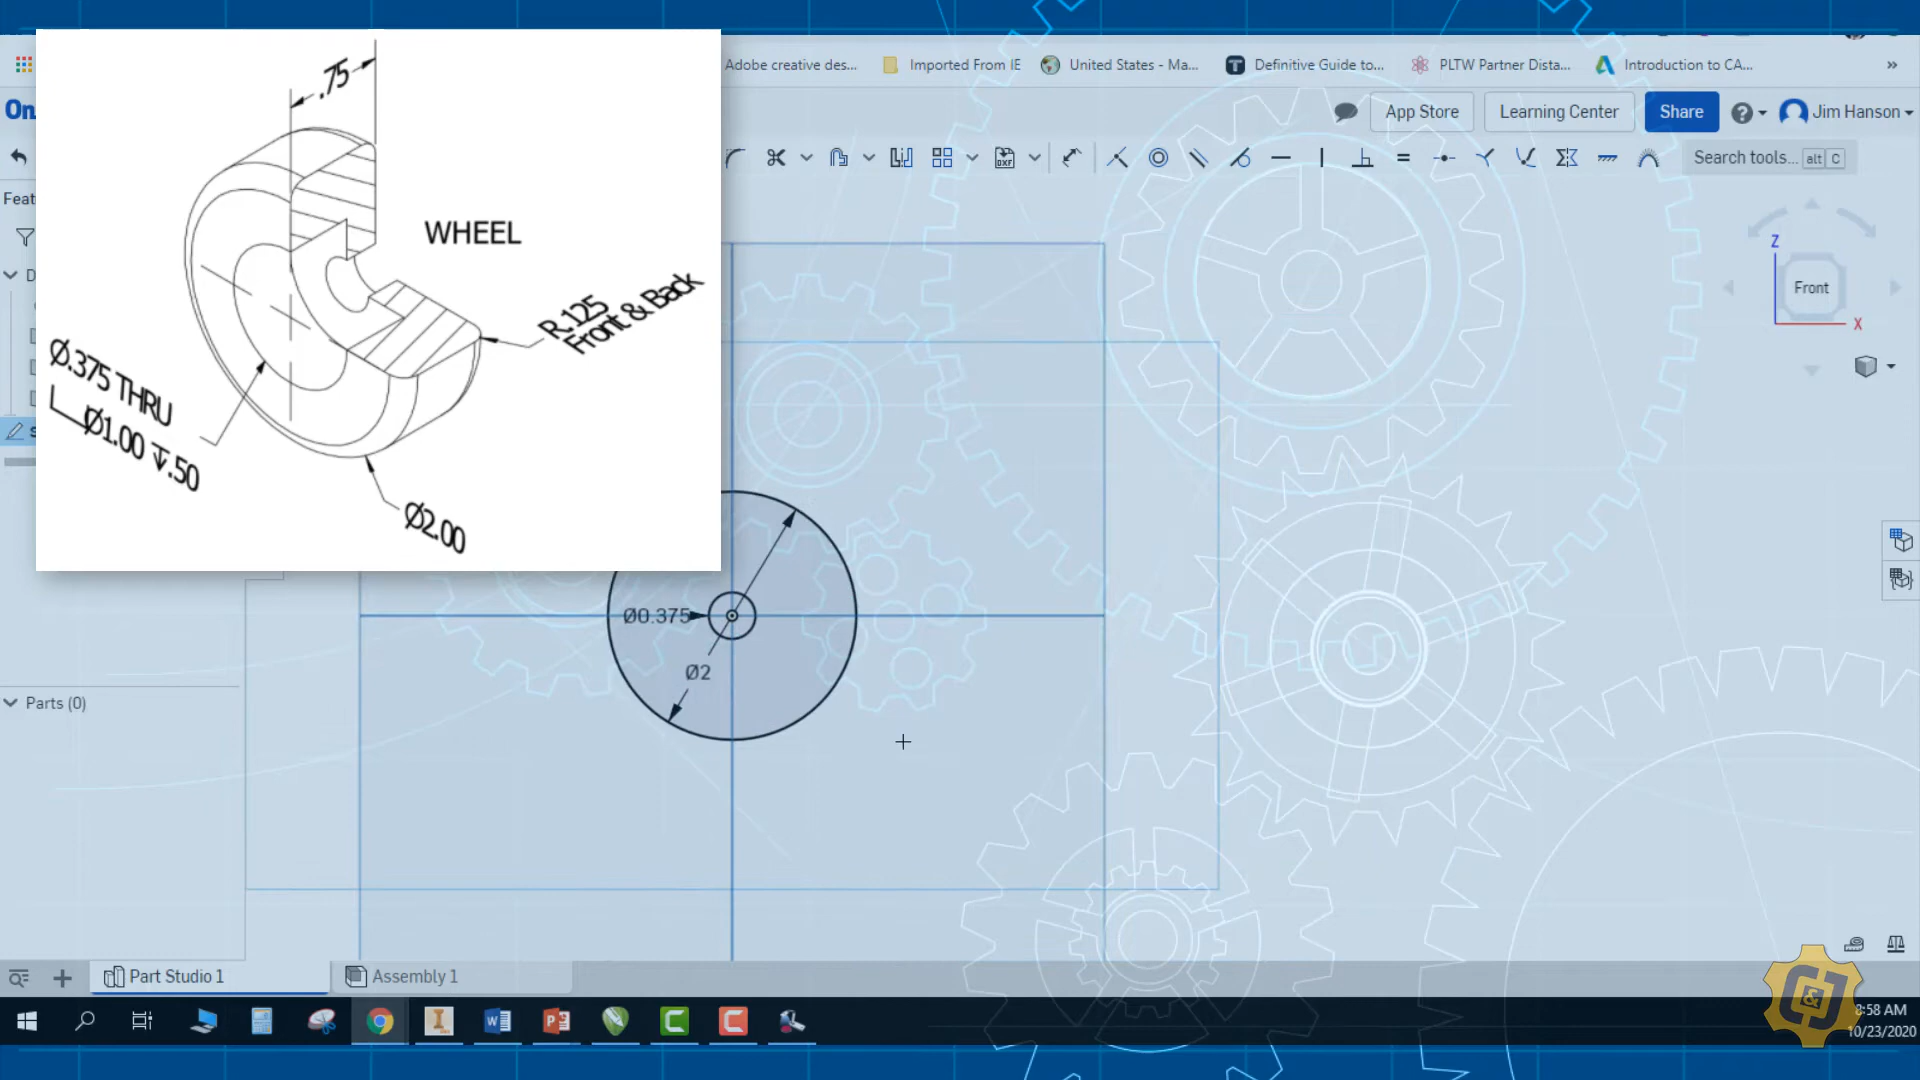 Adobe creative des...
Imported From IE
United States - Ma...
Definitive Guide to...
PLTW Partner Dista...
Introduction to CA...
»
On
App Store
Learning Center
Share
?
Jim Hanson
Search tools... alt C
Feat
D
s
Parts (0)
.75
WHEEL
R.125
Front & Back
Ø.375 THRU
Ø1.00 ↧.50
Ø2.00
Ø0.375
Ø2
Z
Front
X
Part Studio 1
Assembly 1
C&J
8:58 AM
10/23/2020